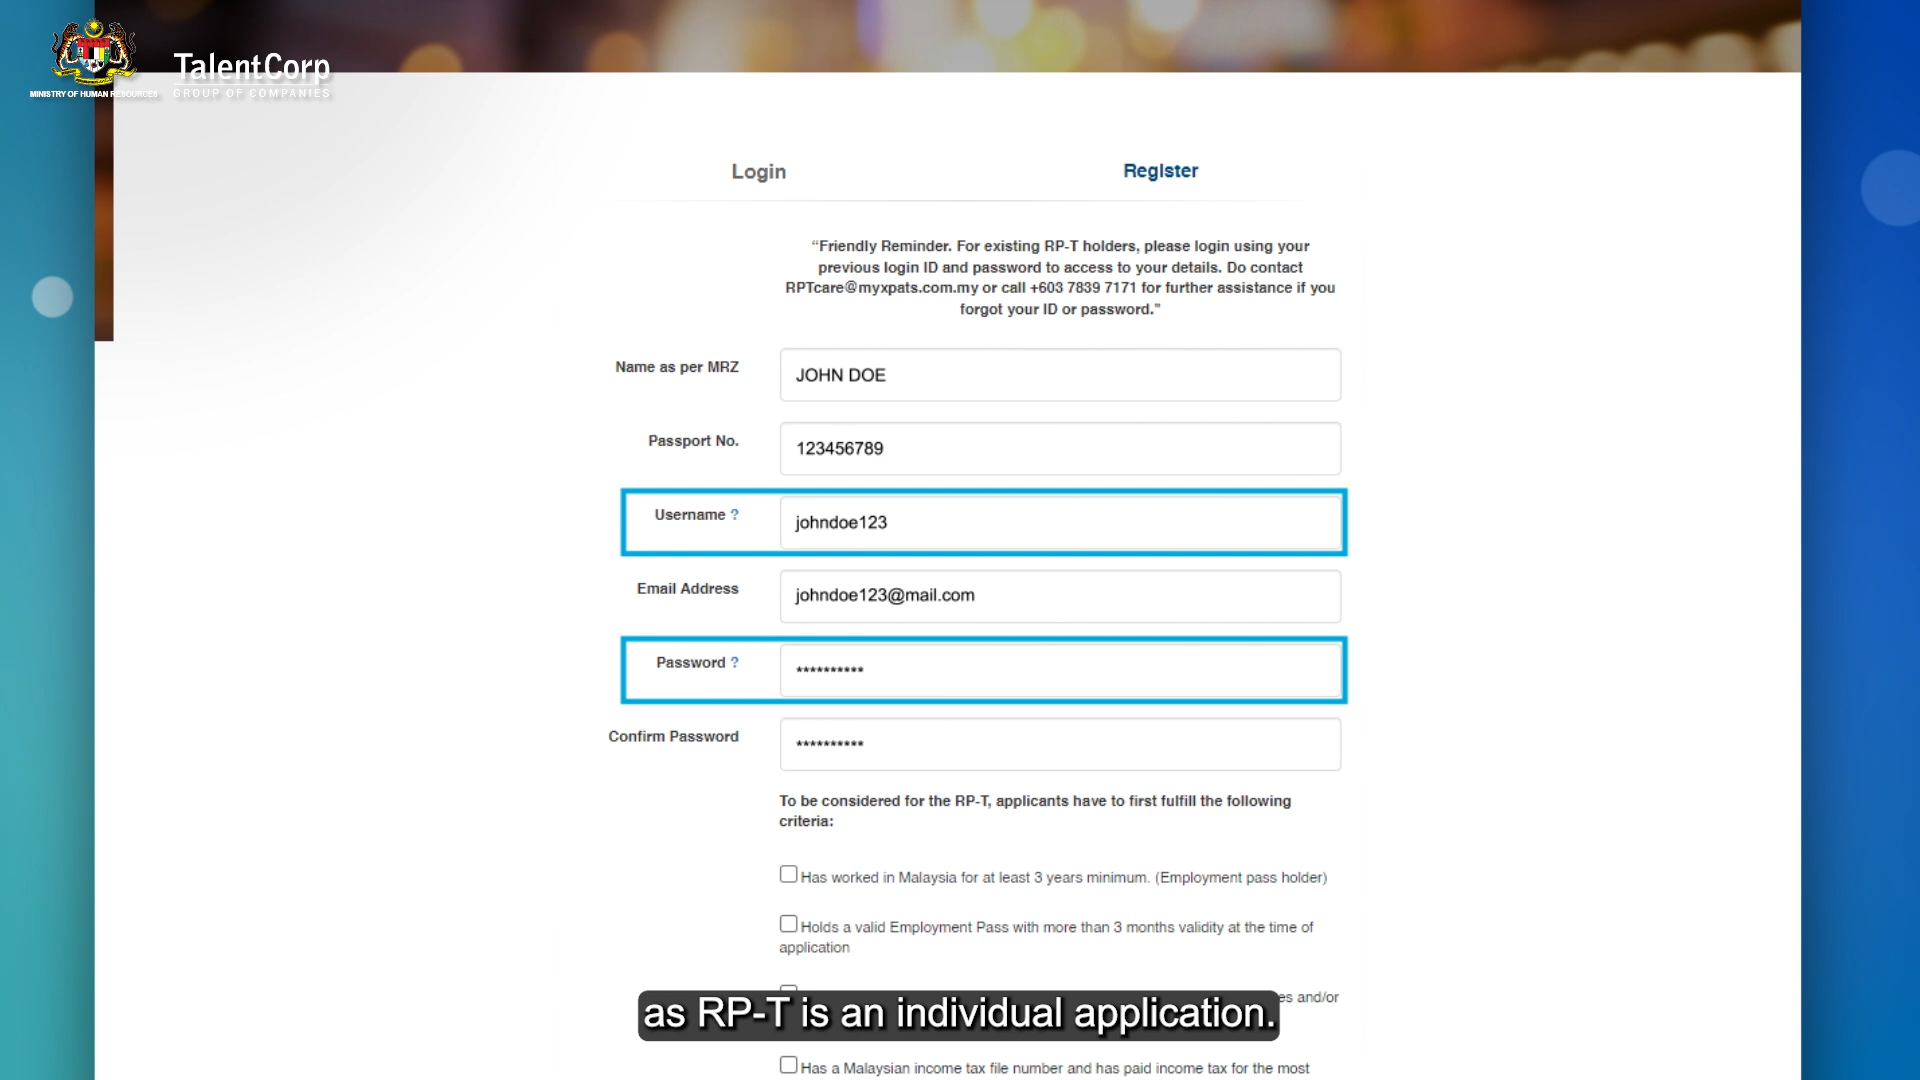 MINISTRY OF HUMAN RESOURCES
TalentCorp
GROUP OF COMPANIES
Login
Register
“Friendly Reminder. For existing RP-T holders, please login using your
previous login ID and password to access to your details. Do contact
RPTcare@myxpats.com.my or call +603 7839 7171 for further assistance if you
forgot your ID or password."
Name as per MRZ
JOHN DOE
Passport No.
123456789
Username ?
johndoe123
Email Address
johndoe123@mail.com
Password ?
**********
Confirm Password
**********
To be considered for the RP-T, applicants have to first fulfill the following
criteria:
Has worked in Malaysia for at least 3 years minimum. (Employment pass holder)
Holds a valid Employment Pass with more than 3 months validity at the time of
application
and/or
as RP-T is an individual application.
Has a Malaysian income tax file number and has paid income tax for the most